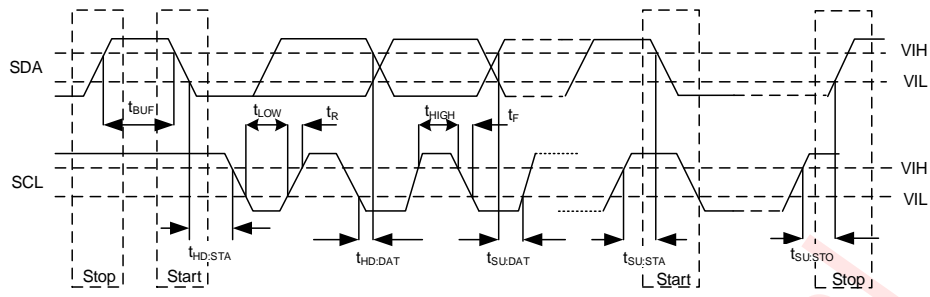 SDA
VIH
VIL
tBUF
tLOW
tR
tHIGH
tF
SCL
VIH
VIL
tHD:STA
tHD:DAT
tSU:DAT
tSU:STA
tSU:STO
Stop
Start
Start
Stop